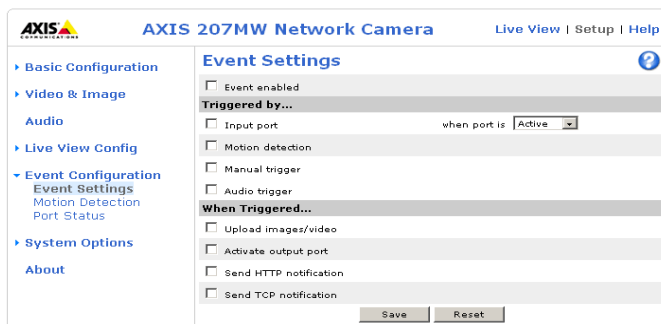 AXIS
COMMUNICATIONS
AXIS 207MW Network Camera
Live View | Setup | Help
Basic Configuration
Video & Image
Audio
Live View Config
Event Configuration
Event Settings
Motion Detection
Port Status
System Options
About
Event Settings
?
Event enabled
Triggered by...
Input port when port is Active
Motion detection
Manual trigger
Audio trigger
When Triggered...
Upload images/video
Activate output port
Send HTTP notification
Send TCP notification
Save Reset